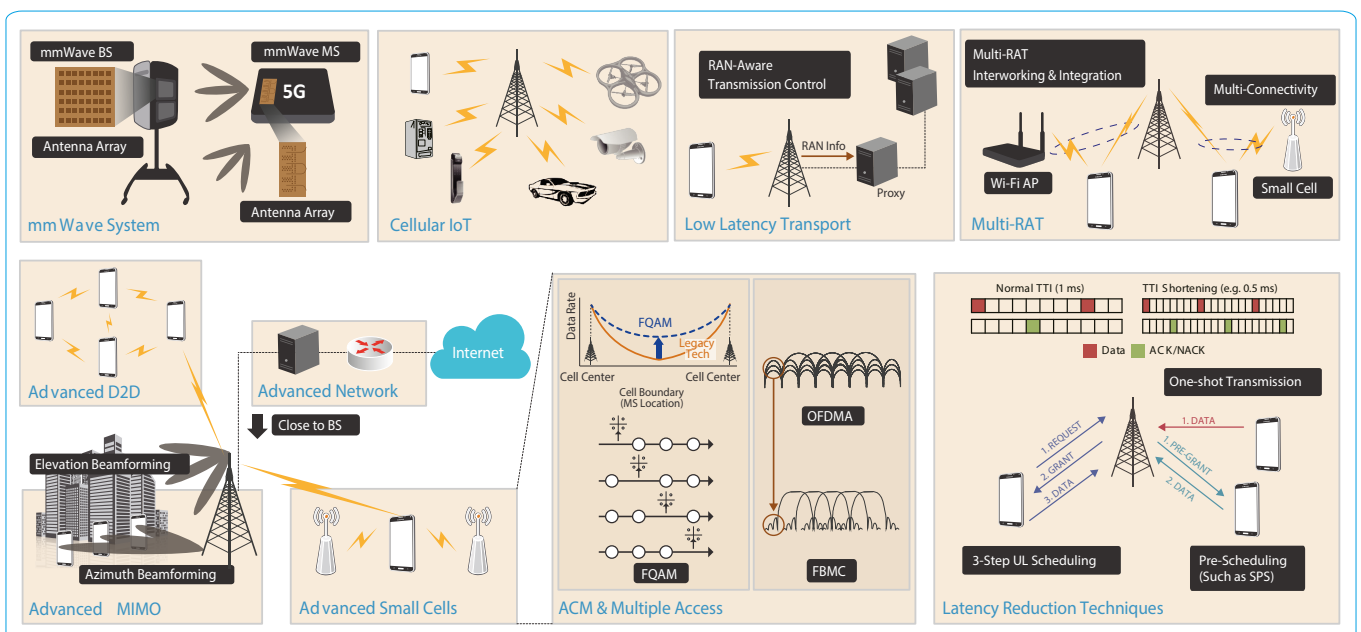 mmWave BS
mmWave MS
5G
Antenna Array
Antenna Array
mm Wave System
Cellular IoT
RAN-Aware
Transmission Control
RAN Info
Proxy
Low Latency Transport
Multi-RAT
Interworking & Integration
Multi-Connectivity
Wi-Fi AP
Small Cell
Multi-RAT
Advanced D2D
Internet
Advanced Network
Close to BS
Elevation Beamforming
Azimuth Beamforming
Advanced MIMO
Advanced Small Cells
Data Rate
FQAM
Legacy
Tech
Cell Center
Cell Center
Cell Boundary
(MS Location)
FQAM
OFDMA
FBMC
ACM & Multiple Access
Normal TTI (1 ms)
TTI Shortening (e.g. 0.5 ms)
Data
ACK/NACK
One-shot Transmission
1. REQUEST
2. GRANT
3. DATA
1. DATA
1. PRE-GRANT
2. DATA
3-Step UL Scheduling
Pre-Scheduling
(Such as SPS)
Latency Reduction Techniques